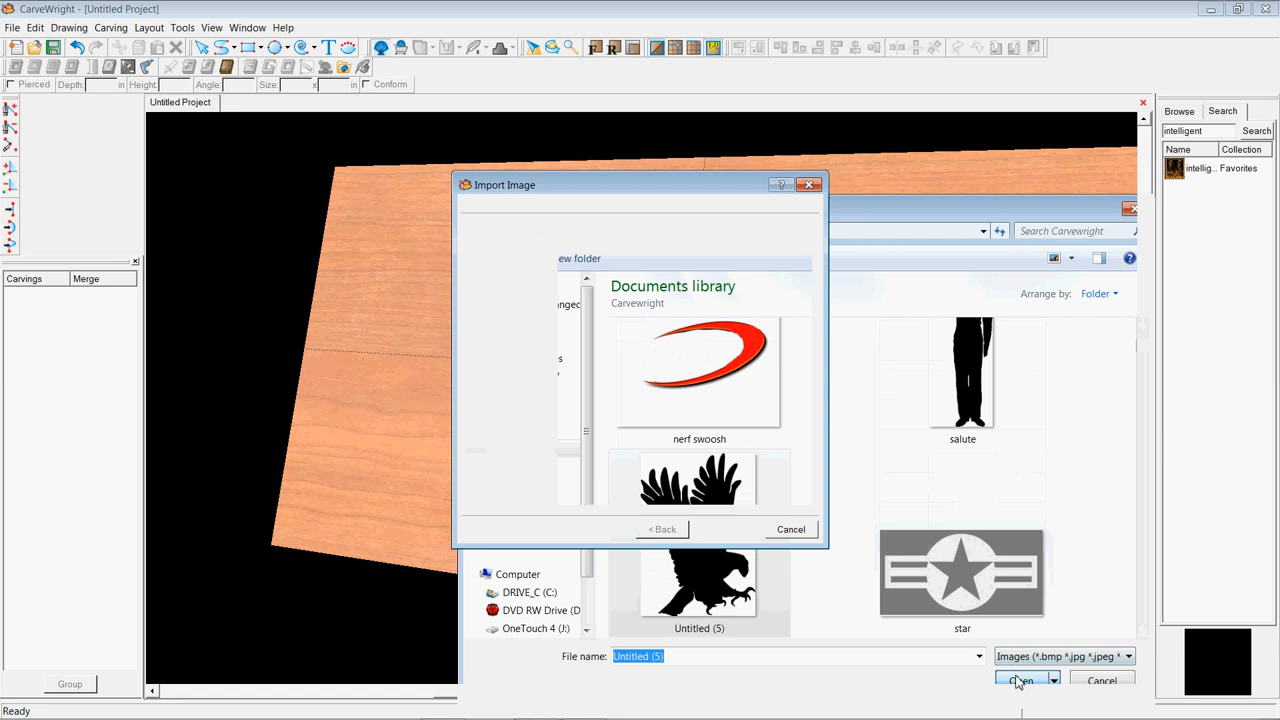 CarveWright - [Untitled Project]
File Edit Drawing Carving Layout Tools View Window Help
Pierced Depth: in Height: Angle: Size: x in Conform
Untitled Project
Browse Search
intelligent Search
Name Collection
intellig... Favorites
Carvings Merge
Import Image
Search Carvewright
ew folder
Documents library
Carvewright
Arrange by: Folder
nerf swoosh
salute
< Back Cancel
Computer
DRIVE_C (C:)
DVD RW Drive (D
OneTouch 4 (J:)
Untitled (5)
star
File name: Untitled (5) Images (*.bmp *.jpg *.jpeg *
Open Cancel
Group
Ready